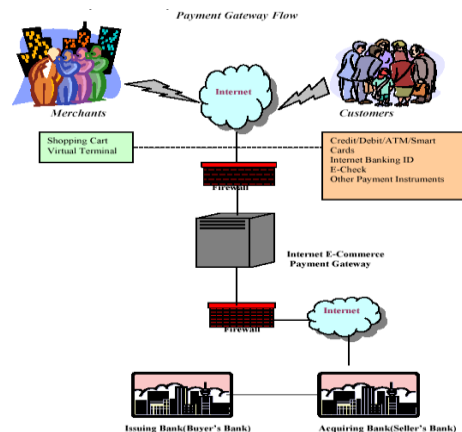 Payment Gateway Flow
Internet
Merchants
Customers
Shopping Cart
Virtual Terminal
Credit/Debit/ATM/Smart
Cards
Internet Banking ID
E-Check
Other Payment Instruments
Firewall
Internet E-Commerce
Payment Gateway
Internet
Firewall
Issuing Bank(Buyer's Bank)
Acquiring Bank(Seller's Bank)